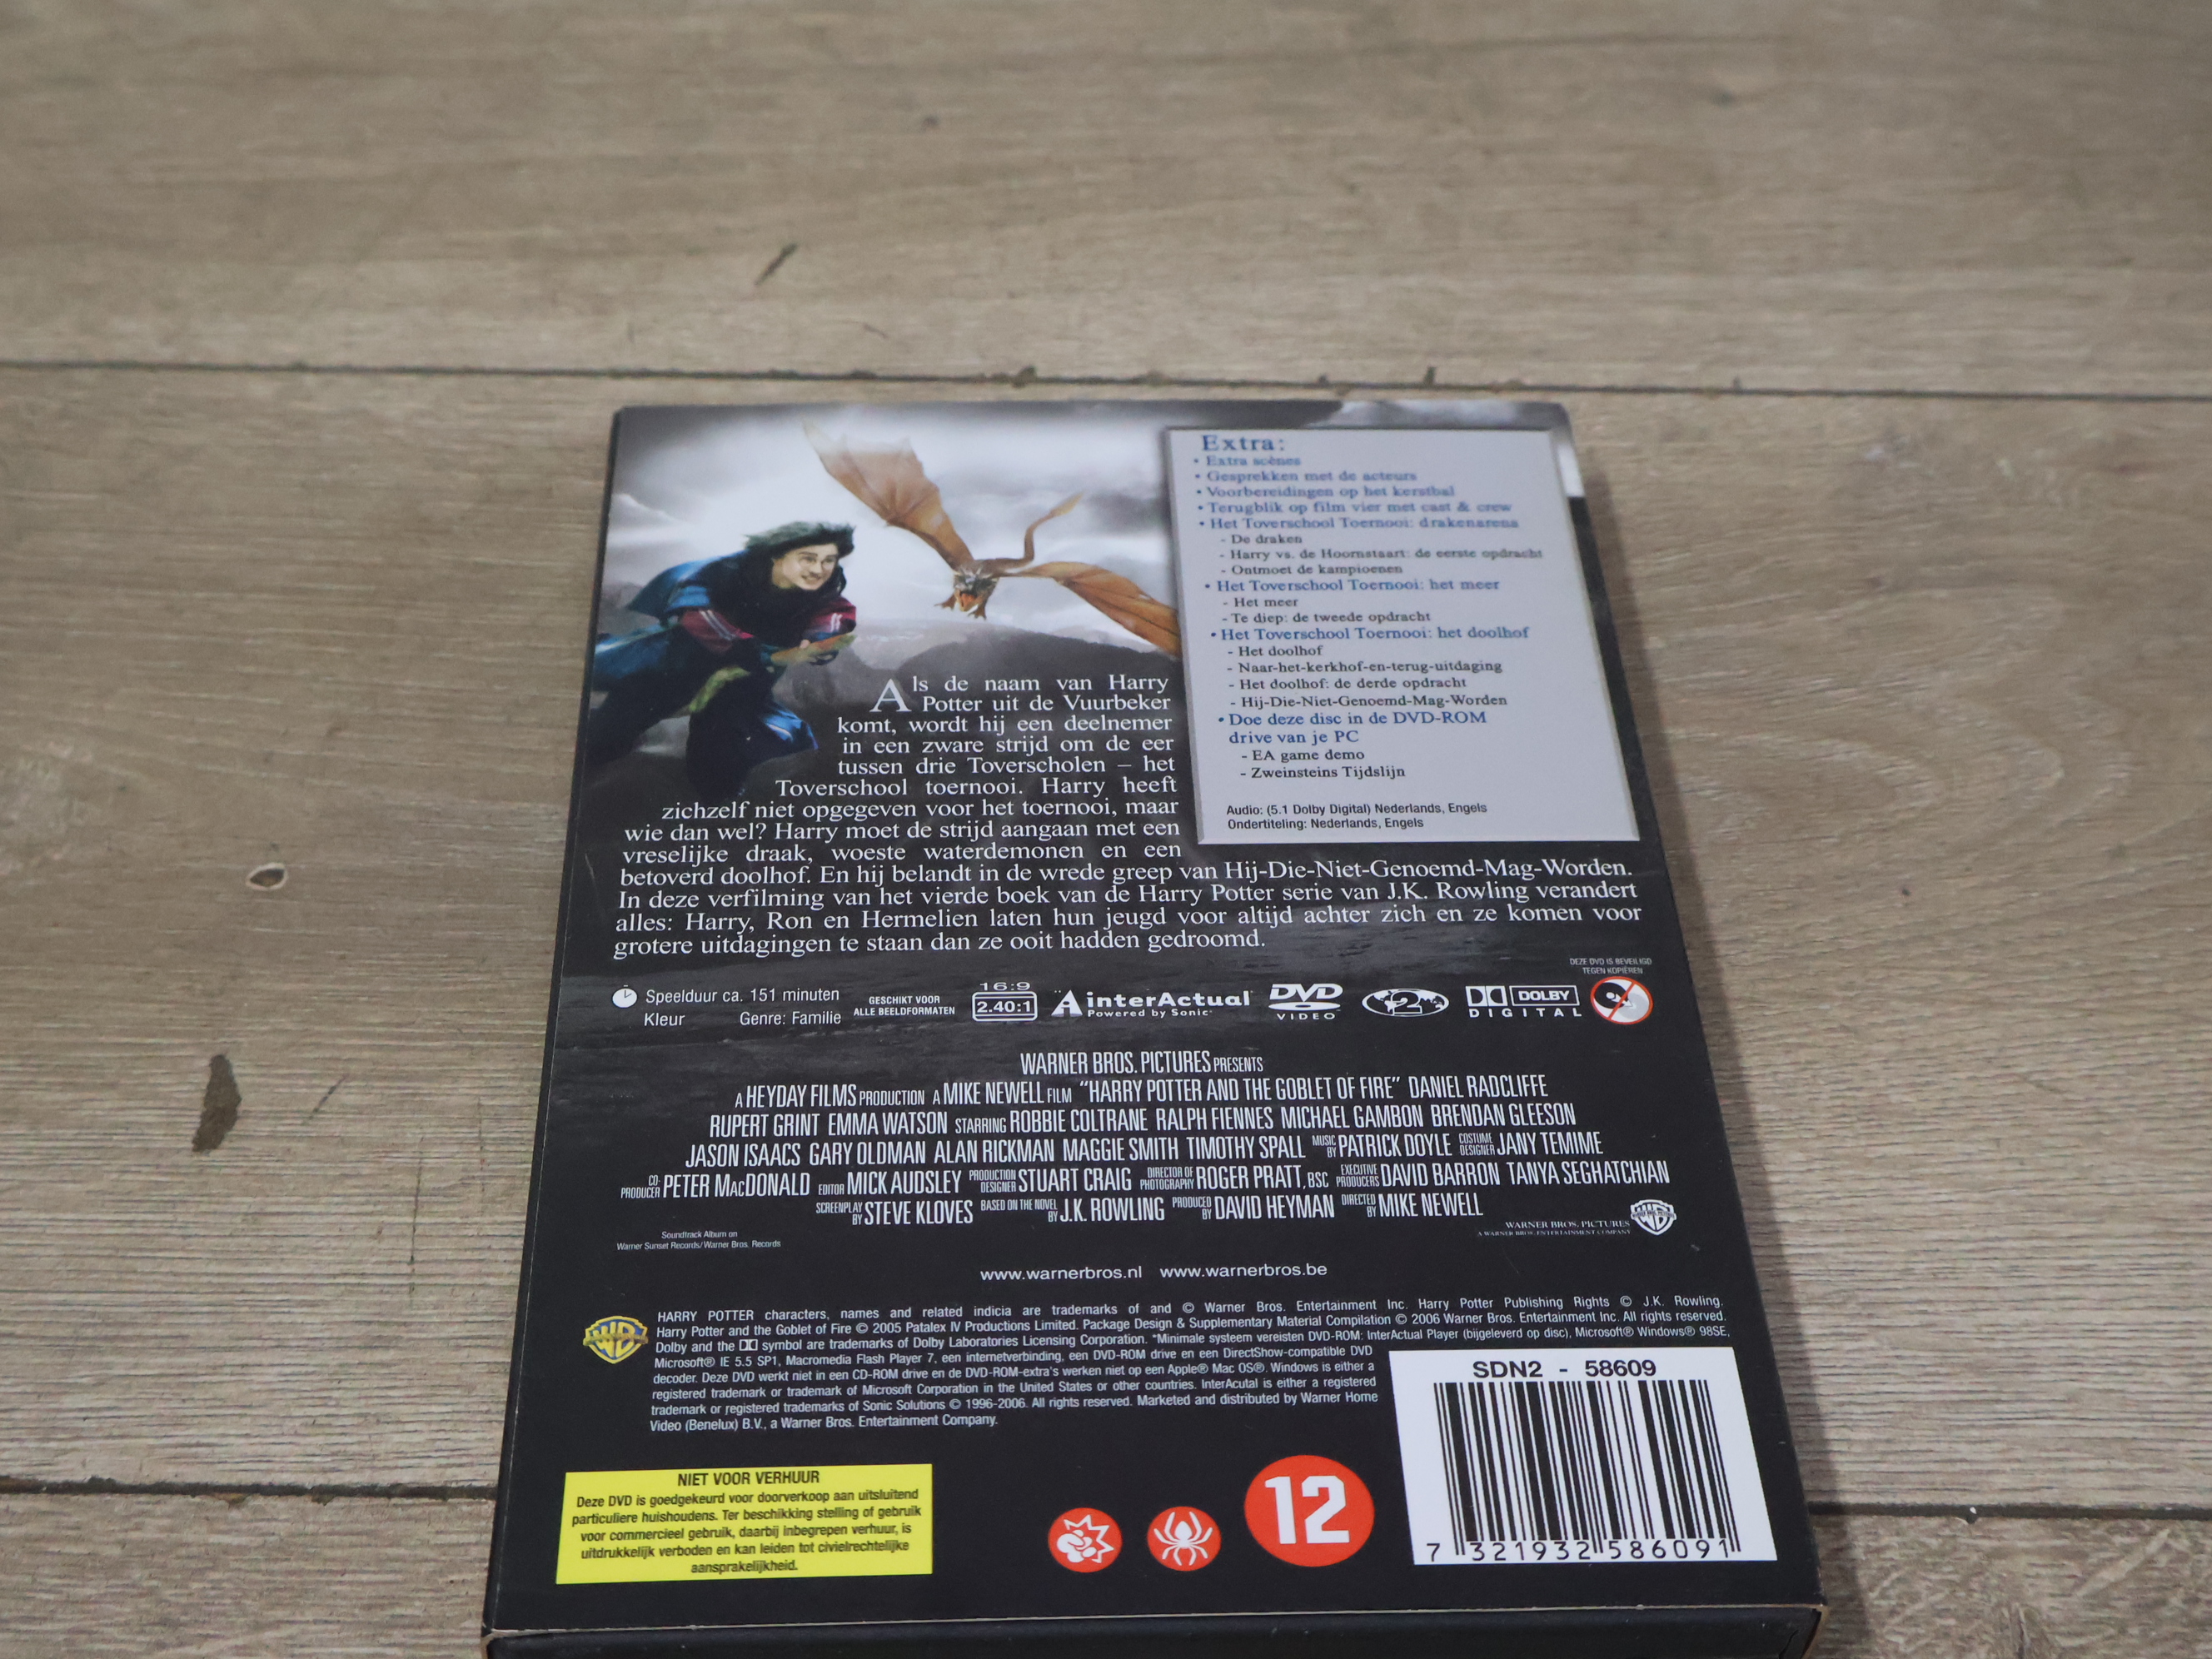 Extra:
• Extra scènes
• Gesprekken met de acteurs
• Voorbereidingen op het kerstbal
• Terugblik op film vier met cast & crew
• Het Toverschool Toernooi: drakenarena
- De draken
- Harry vs. de Hoornstaart: de eerste opdracht
- Ontmoet de kampioenen
• Het Toverschool Toernooi: het meer
- Het meer
- Te diep: de tweede opdracht
• Het Toverschool Toernooi: het doolhof
- Het doolhof
- Naar-het-kerkhof-en-terug-uitdaging
- Het doolhof: de derde opdracht
- Hij-Die-Niet-Genoemd-Mag-Worden
• Doe deze disc in de DVD-ROM
drive van je PC
- EA game demo
- Zweinsteins Tijdslijn
Audio: (5.1 Dolby Digital) Nederlands, Engels
Ondertiteling: Nederlands, Engels
Als de naam van Harry
Potter uit de Vuurbeker
komt, wordt hij een deelnemer
in een zware strijd om de eer
tussen drie Toverscholen – het
Toverschool toernooi. Harry heeft
zichzelf niet opgegeven voor het toernooi, maar
wie dan wel? Harry moet de strijd aangaan met een
vreselijke draak, woeste waterdemonen en een
betoverd doolhof. En hij belandt in de wrede greep van Hij-Die-Niet-Genoemd-Mag-Worden.
In deze verfilming van het vierde boek van de Harry Potter serie van J.K. Rowling verandert
alles: Harry, Ron en Hermelien laten hun jeugd voor altijd achter zich en ze komen voor
grotere uitdagingen te staan dan ze ooit hadden gedroomd.
DEZE DVD IS BEVEILIGD
TEGEN KOPIËREN
Speelduur ca. 151 minuten
Kleur Genre: Familie
GESCHIKT VOOR
ALLE BEELDFORMATEN
16:9
2.40:1
interActual
Powered by Sonic
DVD
VIDEO
2
DOLBY
DIGITAL
WARNER BROS. PICTURES PRESENTS
A HEYDAY FILMS PRODUCTION A MIKE NEWELL FILM "HARRY POTTER AND THE GOBLET OF FIRE" DANIEL RADCLIFFE
RUPERT GRINT EMMA WATSON STARRING ROBBIE COLTRANE RALPH FIENNES MICHAEL GAMBON BRENDAN GLEESON
JASON ISAACS GARY OLDMAN ALAN RICKMAN MAGGIE SMITH TIMOTHY SPALL MUSIC BY PATRICK DOYLE COSTUME DESIGNER JANY TEMIME
CO-PRODUCER PETER MACDONALD EDITOR MICK AUDSLEY PRODUCTION DESIGNER STUART CRAIG DIRECTOR OF PHOTOGRAPHY ROGER PRATT, BSC EXECUTIVE PRODUCERS DAVID BARRON TANYA SEGHATCHIAN
SCREENPLAY BY STEVE KLOVES BASED ON THE NOVEL BY J.K. ROWLING PRODUCED BY DAVID HEYMAN DIRECTED BY MIKE NEWELL
Soundtrack Album on
Warner Sunset Records/Warner Bros. Records
WARNER BROS. PICTURES
A WARNER BROS. ENTERTAINMENT COMPANY
www.warnerbros.nl www.warnerbros.be
HARRY POTTER characters, names and related indicia are trademarks of and © Warner Bros. Entertainment Inc. Harry Potter Publishing Rights © J.K. Rowling.
Harry Potter and the Goblet of Fire © 2005 Patalex IV Productions Limited. Package Design & Supplementary Material Compilation © 2006 Warner Bros. Entertainment Inc. All rights reserved.
Dolby and the DD symbol are trademarks of Dolby Laboratories Licensing Corporation. *Minimale systeem vereisten DVD-ROM: InterActual Player (bijgeleverd op disc), Microsoft® Windows® 98SE,
Microsoft® IE 5.5 SP1, Macromedia Flash Player 7, een internetverbinding, een DVD-ROM drive en een DirectShow-compatible DVD
decoder. Deze DVD werkt niet in een CD-ROM drive en de DVD-ROM-extra's werken niet op een Apple® Mac OS®. Windows is either a
registered trademark or trademark of Microsoft Corporation in the United States or other countries. InterAcutal is either a registered
trademark or registered trademarks of Sonic Solutions © 1996-2006. All rights reserved. Marketed and distributed by Warner Home
Video (Benelux) B.V., a Warner Bros. Entertainment Company.
NIET VOOR VERHUUR
Deze DVD is goedgekeurd voor doorverkoop aan uitsluitend
particuliere huishoudens. Ter beschikking stelling of gebruik
voor commercieel gebruik, daarbij inbegrepen verhuur, is
uitdrukkelijk verboden en kan leiden tot civielrechtelijke
aansprakelijkheid.
12
SDN2 - 58609
7 321932 586091